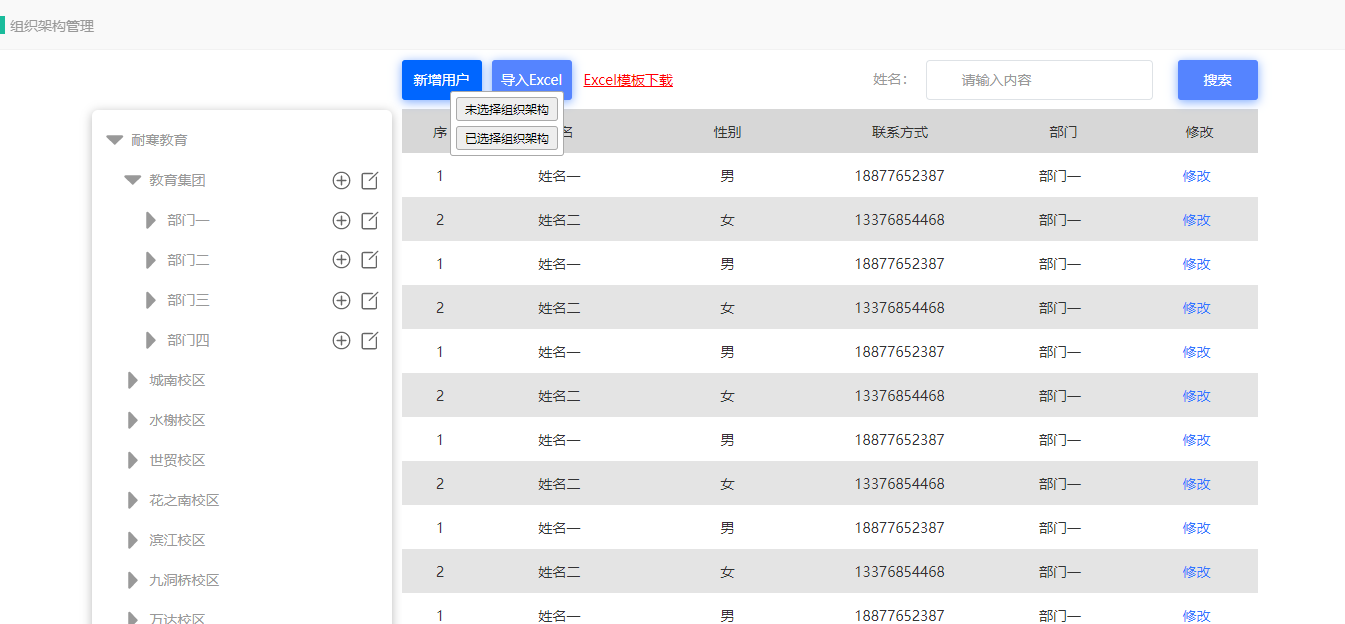 组织架构管理
新增用户 导入Excel Excel模板下载 姓名: 请输入内容 搜索
未选择组织架构
已选择组织架构
序 名 性别 联系方式 部门 修改
耐寒教育
教育集团
部门一
部门二
部门三
部门四
城南校区
水榭校区
世贸校区
花之南校区
滨江校区
九洞桥校区
万达校区
1 姓名一 男 18877652387 部门一 修改
2 姓名二 女 13376854468 部门一 修改
1 姓名一 男 18877652387 部门一 修改
2 姓名二 女 13376854468 部门一 修改
1 姓名一 男 18877652387 部门一 修改
2 姓名二 女 13376854468 部门一 修改
1 姓名一 男 18877652387 部门一 修改
2 姓名二 女 13376854468 部门一 修改
1 姓名一 男 18877652387 部门一 修改
2 姓名二 女 13376854468 部门一 修改
1 姓名一 男 18877652387 部门一 修改